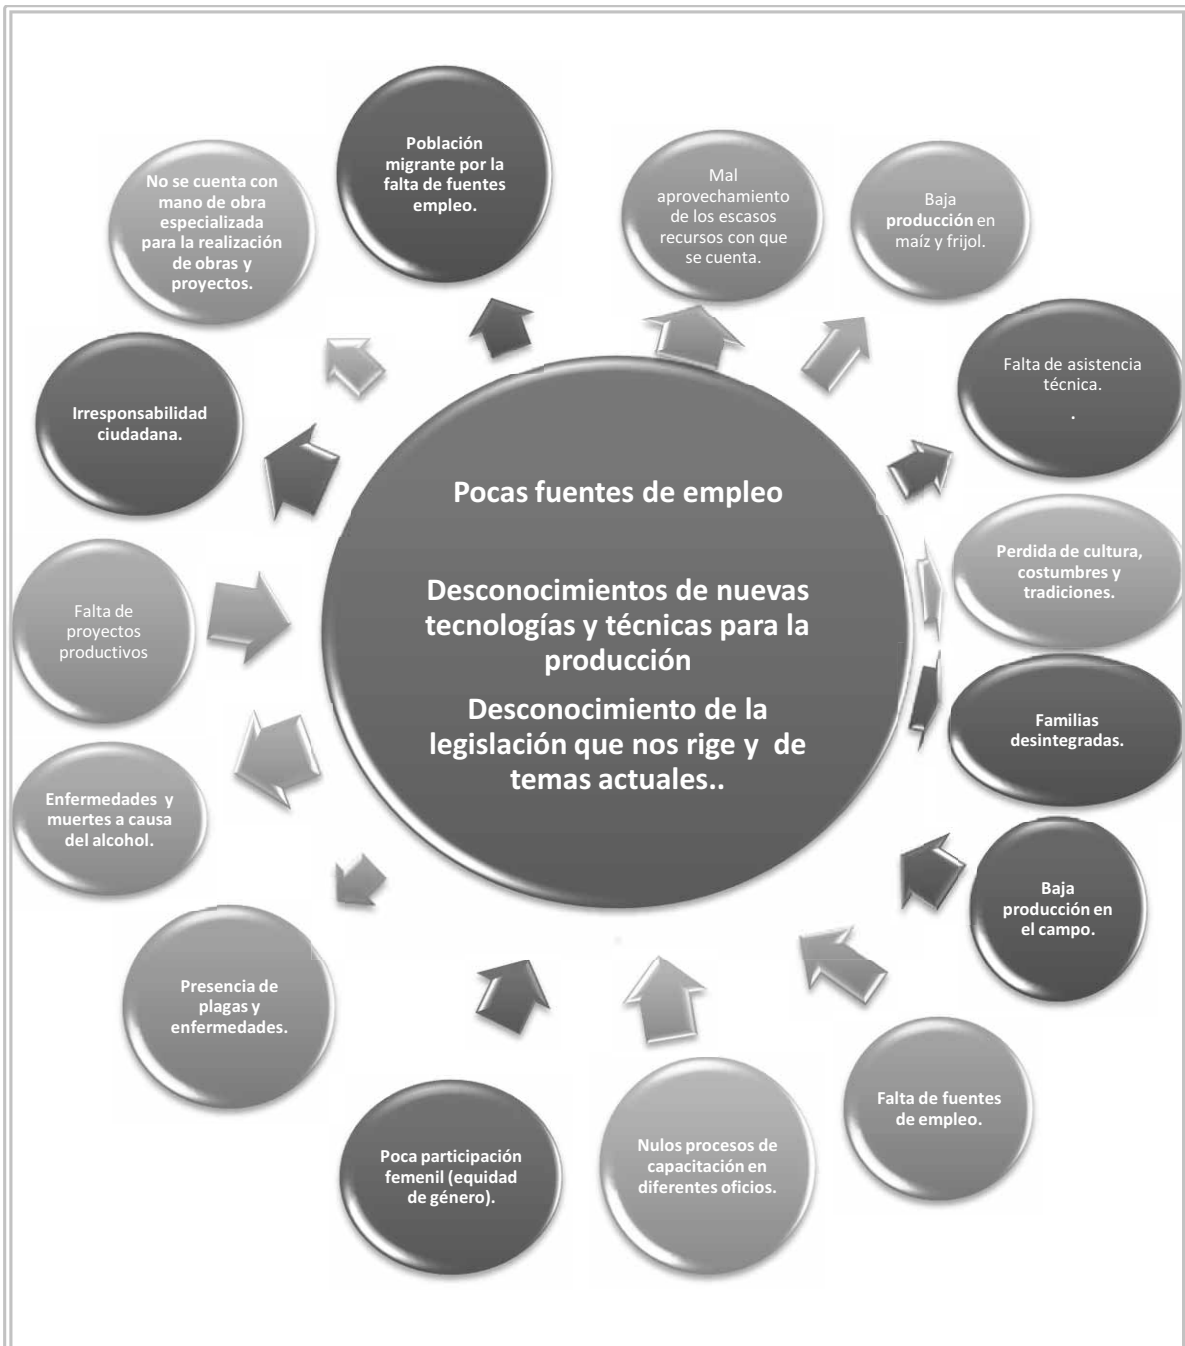 Población
migrante por la
falta de fuentes
empleo.
No se cuenta con
mano de obra
especializada
para la realización
de obras y
proyectos.
Mal
aprovechamiento
de los escasos
recursos con que
se cuenta.
Baja
producción en
maíz y frijol.
Falta de asistencia
técnica.
.
Irresponsabilidad
ciudadana.
Pocas fuentes de empleo
Desconocimientos de nuevas
tecnologías y técnicas para la
producción
Desconocimiento de la
legislación que nos rige y de
temas actuales..
Perdida de cultura,
costumbres y
tradiciones.
Falta de
proyectos
productivos
Familias
desintegradas.
Enfermedades y
muertes a causa
del alcohol.
Baja
producción en
el campo.
Presencia de
plagas y
enfermedades.
Falta de fuentes
de empleo.
Poca participación
femenil (equidad
de género).
Nulos procesos de
capacitación en
diferentes oficios.